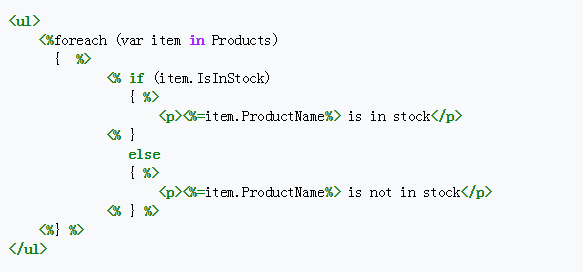 <ul>
<%foreach (var item in Products)
{ %>
<% if (item.IsInStock)
{ %>
<p><%=item.ProductName%> is in stock</p>
<% }
else
{ %>
<p><%=item.ProductName%> is not in stock</p>
<% } %>
<%} %>
</ul>